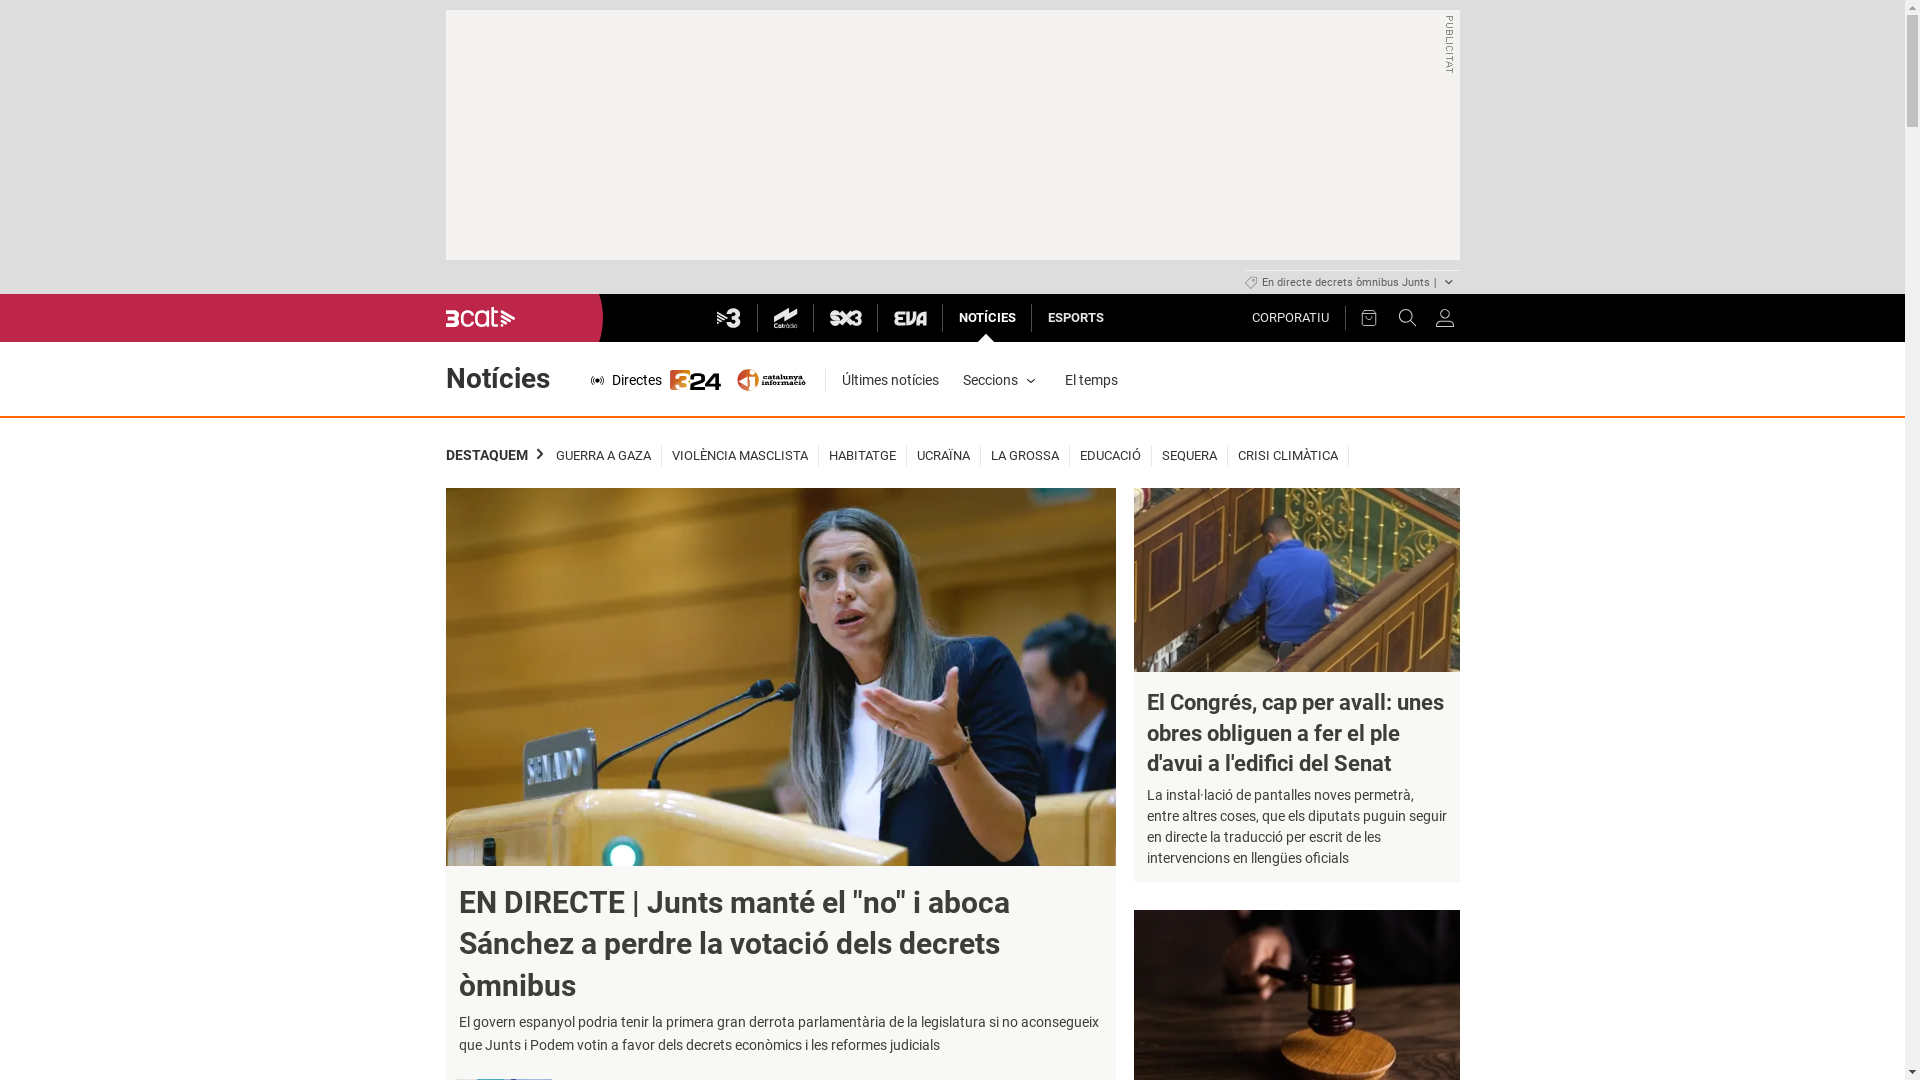 PUBLICITAT
En directe decrets òmnibus Junts |
3cat
3
Catràdio
SX3
EVA
NOTÍCIES
ESPORTS
CORPORATIU
Notícies
Directes
324
catalunya
informació
Últimes notícies
Seccions
El temps
DESTAQUEM
GUERRA A GAZA
VIOLÈNCIA MASCLISTA
HABITATGE
UCRAÏNA
LA GROSSA
EDUCACIÓ
SEQUERA
CRISI CLIMÀTICA
SENADO
EN DIRECTE | Junts manté el "no" i aboca
Sánchez a perdre la votació dels decrets
òmnibus
El govern espanyol podria tenir la primera gran derrota parlamentària de la legislatura si no aconsegueix
que Junts i Podem votin a favor dels decrets econòmics i les reformes judicials
El Congrés, cap per avall: unes
obres obliguen a fer el ple
d'avui a l'edifici del Senat
La instal·lació de pantalles noves permetrà,
entre altres coses, que els diputats puguin seguir
en directe la traducció per escrit de les
intervencions en llengües oficials